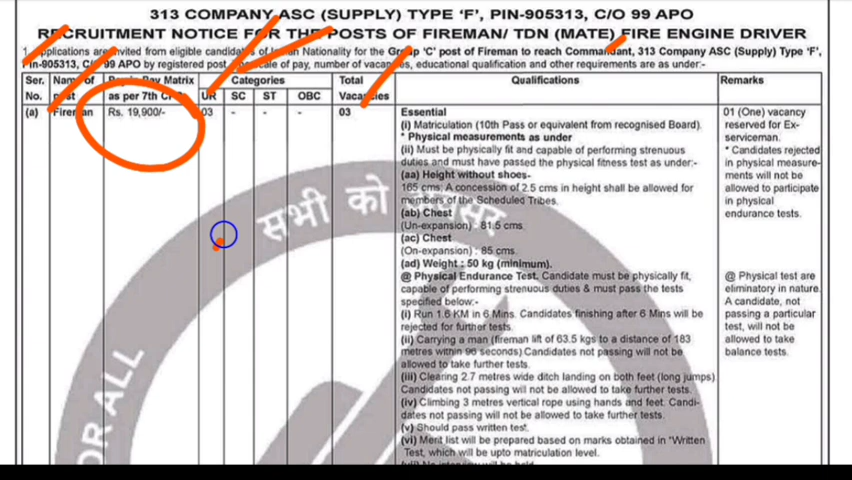 313 COMPANY ASC (SUPPLY) TYPE 'F', PIN-905313, C/O 99 APO
RECRUITMENT NOTICE FOR THE POSTS OF FIREMAN/ TDN (MATE) FIRE ENGINE DRIVER
1. Applications are invited from eligible candidates of Indian Nationality for the Group 'C' post of Fireman to reach Commandant, 313 Company ASC (Supply) Type 'F',
Pin-905313, C/O 99 APO by registered post. scale of pay, number of vacancies, educational qualification and other requirements are as under:-
Ser. No.
Name of post
Pay in Pay Matrix as per 7th
Categories
UR SC ST OBC
Total Vacancies
Qualifications
Remarks
(a) Fireman Rs. 19,900/- 03 - - - 03
Essential
(i) Matriculation (10th Pass or equivalent from recognised Board).
* Physical measurements as under
(ii) Must be physically fit and capable of performing strenuous
duties and must have passed the physical fitness test as under:-
(aa) Height without shoes-
165 cms. A concession of 2.5 cms in height shall be allowed for
members of the Scheduled Tribes.
(ab) Chest
(Un-expansion) : 81.5 cms.
(ac) Chest
(On-expansion) : 85 cms.
(ad) Weight : 50 kg (minimum).
@ Physical Endurance Test. Candidate must be physically fit,
capable of performing strenuous duties & must pass the tests
specified below:-
(i) Run 1.6 KM in 6 Mins. Candidates finishing after 6 Mins will be
rejected for further tests.
(ii) Carrying a man (fireman lift of 63.5 kgs to a distance of 183
metres within 96 seconds) Candidates not passing will not be
allowed to take further tests.
(iii) Clearing 2.7 metres wide ditch landing on both feet (long jumps)
Candidates not passing will not be allowed to take further tests.
(iv) Climbing 3 metres vertical rope using hands and feet. Candi-
dates not passing will not be allowed to take further tests.
(v) Should pass written test.
(vi) Merit list will be prepared based on marks obtained in "Written
Test, which will be upto matriculation level.
01 (One) vacancy
reserved for Ex-
serviceman.
* Candidates rejected
in physical measure-
ments will not be
allowed to participate
in physical
endurance tests.
@ Physical test are
eliminatory in nature.
A candidate, not
passing a particular
test, will not be
allowed to take
balance tests.
सभी को अवसर
OR ALL